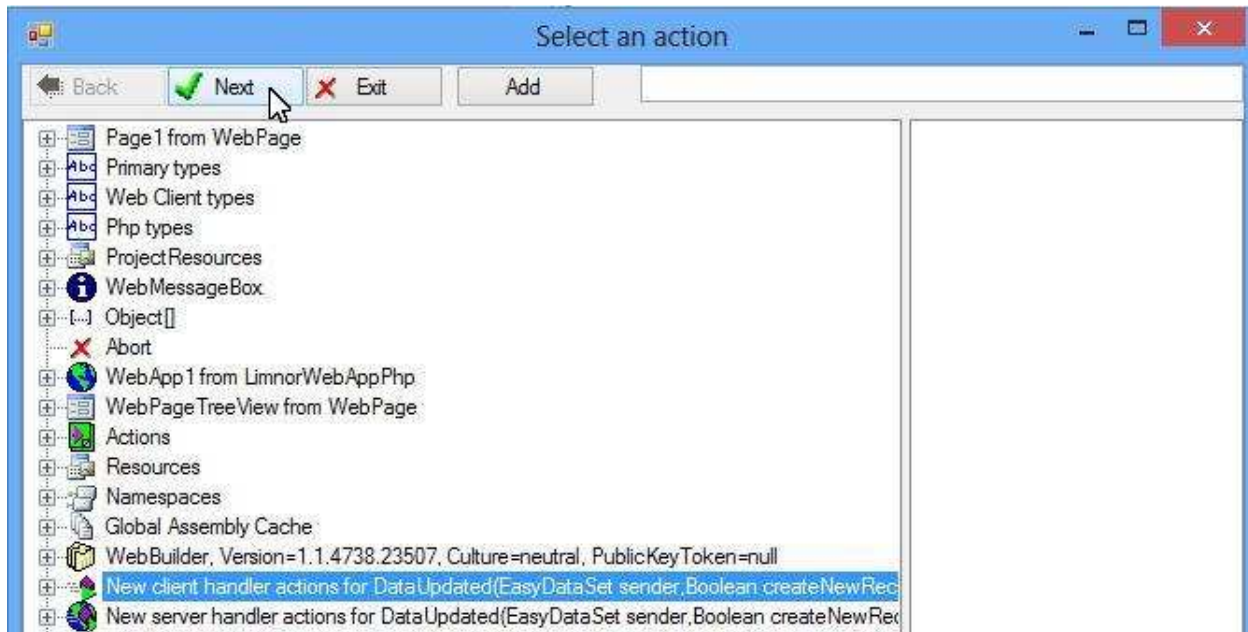 Select an action
Back Next Exit Add
Page1 from WebPage
Abc Primary types
Abc Web Client types
Abc Php types
ProjectResources
WebMessageBox
[...] Object[]
Abort
WebApp1 from LimnorWebAppPhp
WebPageTreeView from WebPage
Actions
Resources
Namespaces
Global Assembly Cache
WebBuilder, Version=1.1.4738.23507, Culture=neutral, PublicKeyToken=null
New client handler actions for DataUpdated(EasyDataSet sender,Boolean createNewRec
New server handler actions for DataUpdated(EasyDataSet sender,Boolean createNewRec